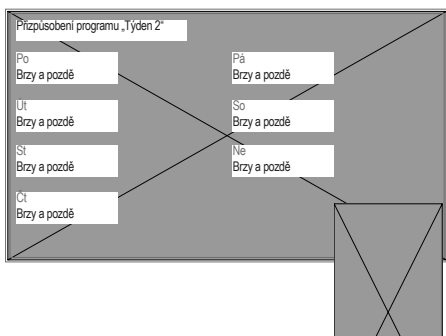 Přizpůsobení programu „Týden 2“
Po
Brzy a pozdě
Út
Brzy a pozdě
St
Brzy a pozdě
Čt
Brzy a pozdě
Pá
Brzy a pozdě
So
Brzy a pozdě
Ne
Brzy a pozdě